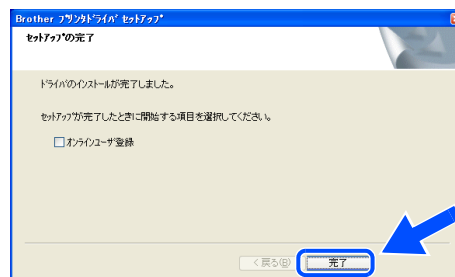 Brother ﾌﾟﾘﾝﾀﾄﾞﾗｲﾊﾞ ｾｯﾄｱｯﾌﾟ
ｾｯﾄｱｯﾌﾟの完了
ﾄﾞﾗｲﾊﾞのｲﾝｽﾄｰﾙが完了しました。
ｾｯﾄｱｯﾌﾟが完了したときに開始する項目を選択してください。
ｵﾝﾗｲﾝﾕｰｻﾞ登録
< 戻る(B)
完了